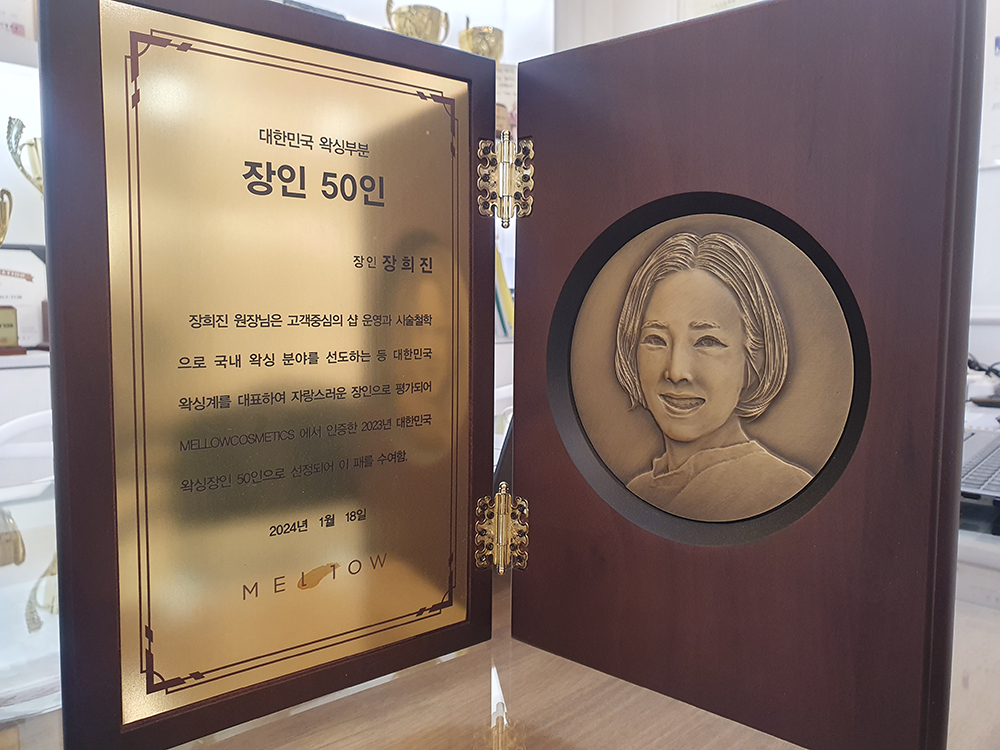 대한민국 왁싱부분
장인 50인
장인 장희진
장희진 원장님은 고객중심의 샵 운영과 시술철학
으로 국내 왁싱 분야를 선도하는 등 대한민국
왁싱계를 대표하여 자랑스러운 장인으로 평가되어
MELLOWCOSMETICS 에서 인증한 2023년 대한민국
왁싱장인 50인으로 선정되어 이 패를 수여함.
2024년 1월 18일
MELLOW